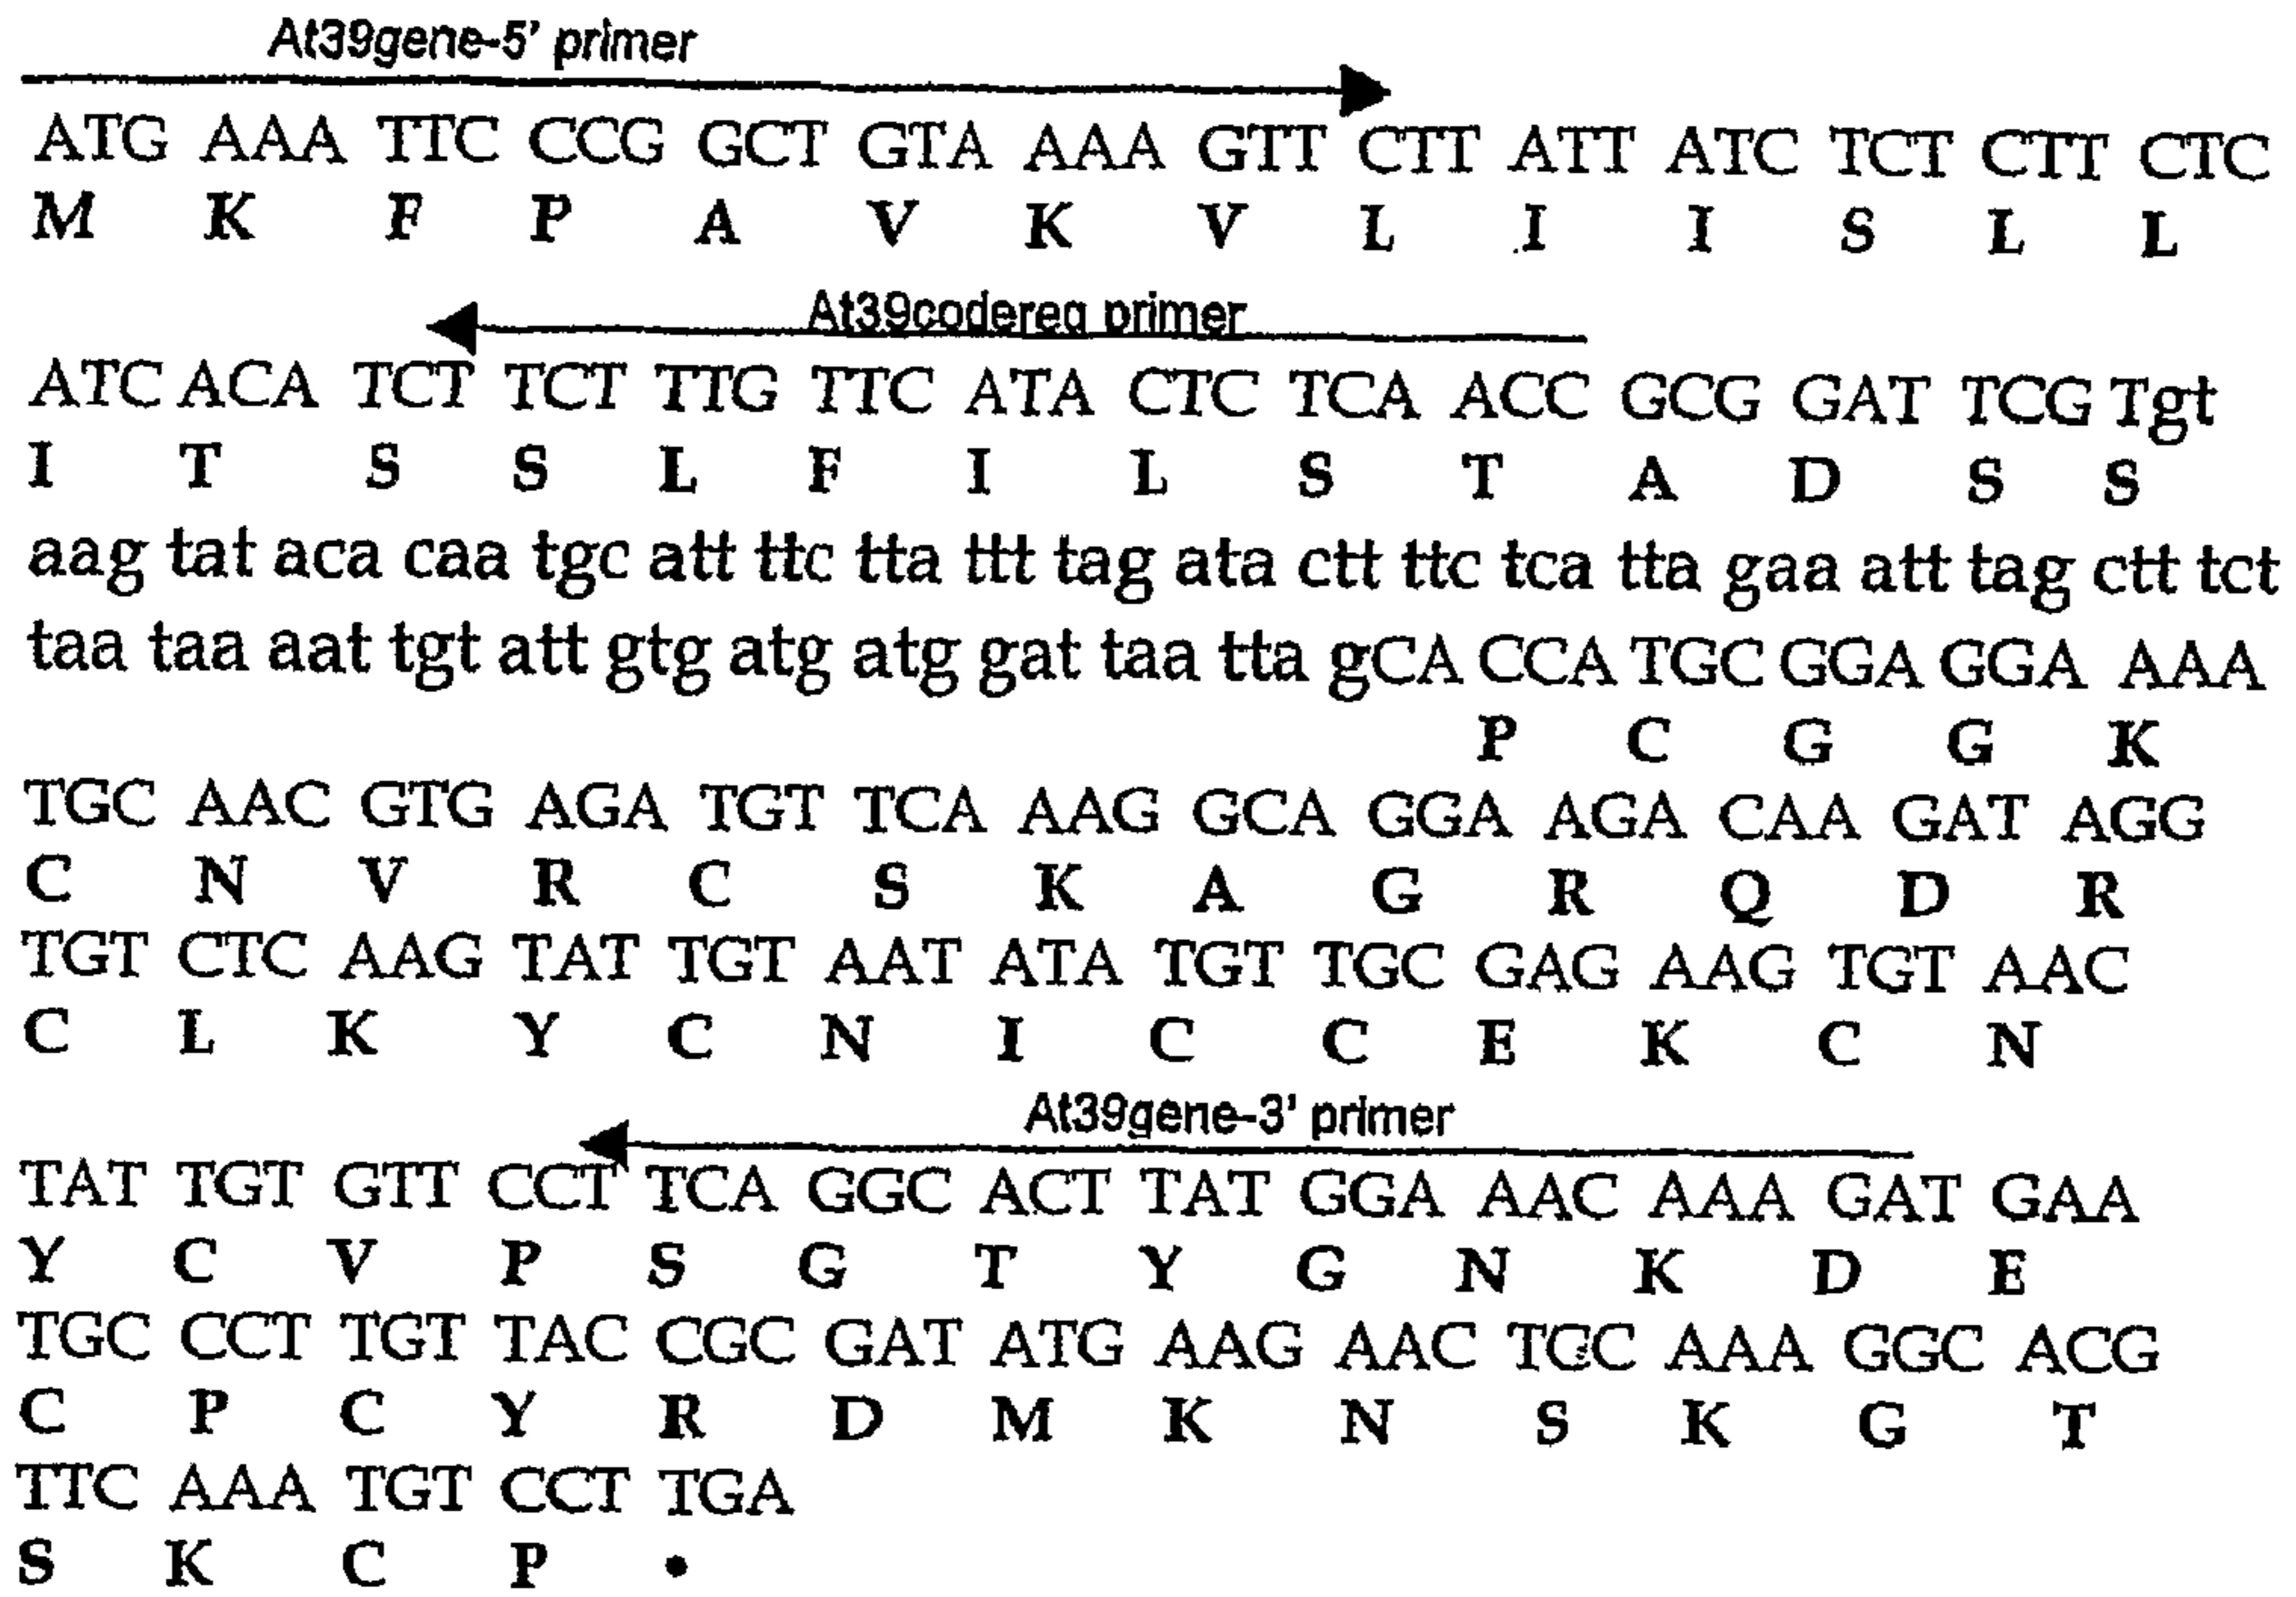 At39gene-5' primer
ATG AAA TTC CCG GCT GTA AAA GTT CTT ATT ATC TCT CTT CTC
M K F P A V K V L I I S L L
At39codereg primer
ATC ACA TCT TCT TTG TTC ATA CTC TCA ACC GCG GAT TCG Tgt
I T S S L F I L S T A D S S
aag tat aca caa tgc att ttc tta ttt tag ata ctt ttc tca tta gaa att tag ctt tct
taa taa aat tgt att gtg atg atg gat taa tta gCA CCA TGC GGA GGA AAA
P C G G K
TGC AAC GTG AGA TGT TCA AAG GCA GGA AGA CAA GAT AGG
C N V R C S K A G R Q D R
TGT CTC AAG TAT TGT AAT ATA TGT TGC GAG AAG TGT AAC
C L K Y C N I C C E K C N
At39gene-3' primer
TAT TGT GTT CCT TCA GGC ACT TAT GGA AAC AAA GAT GAA
Y C V P S G T Y G N K D E
TGC CCT TGT TAC CGC GAT ATG AAG AAC TCC AAA GGC ACG
C P C Y R D M K N S K G T
TTC AAA TGT CCT TGA
S K C P •